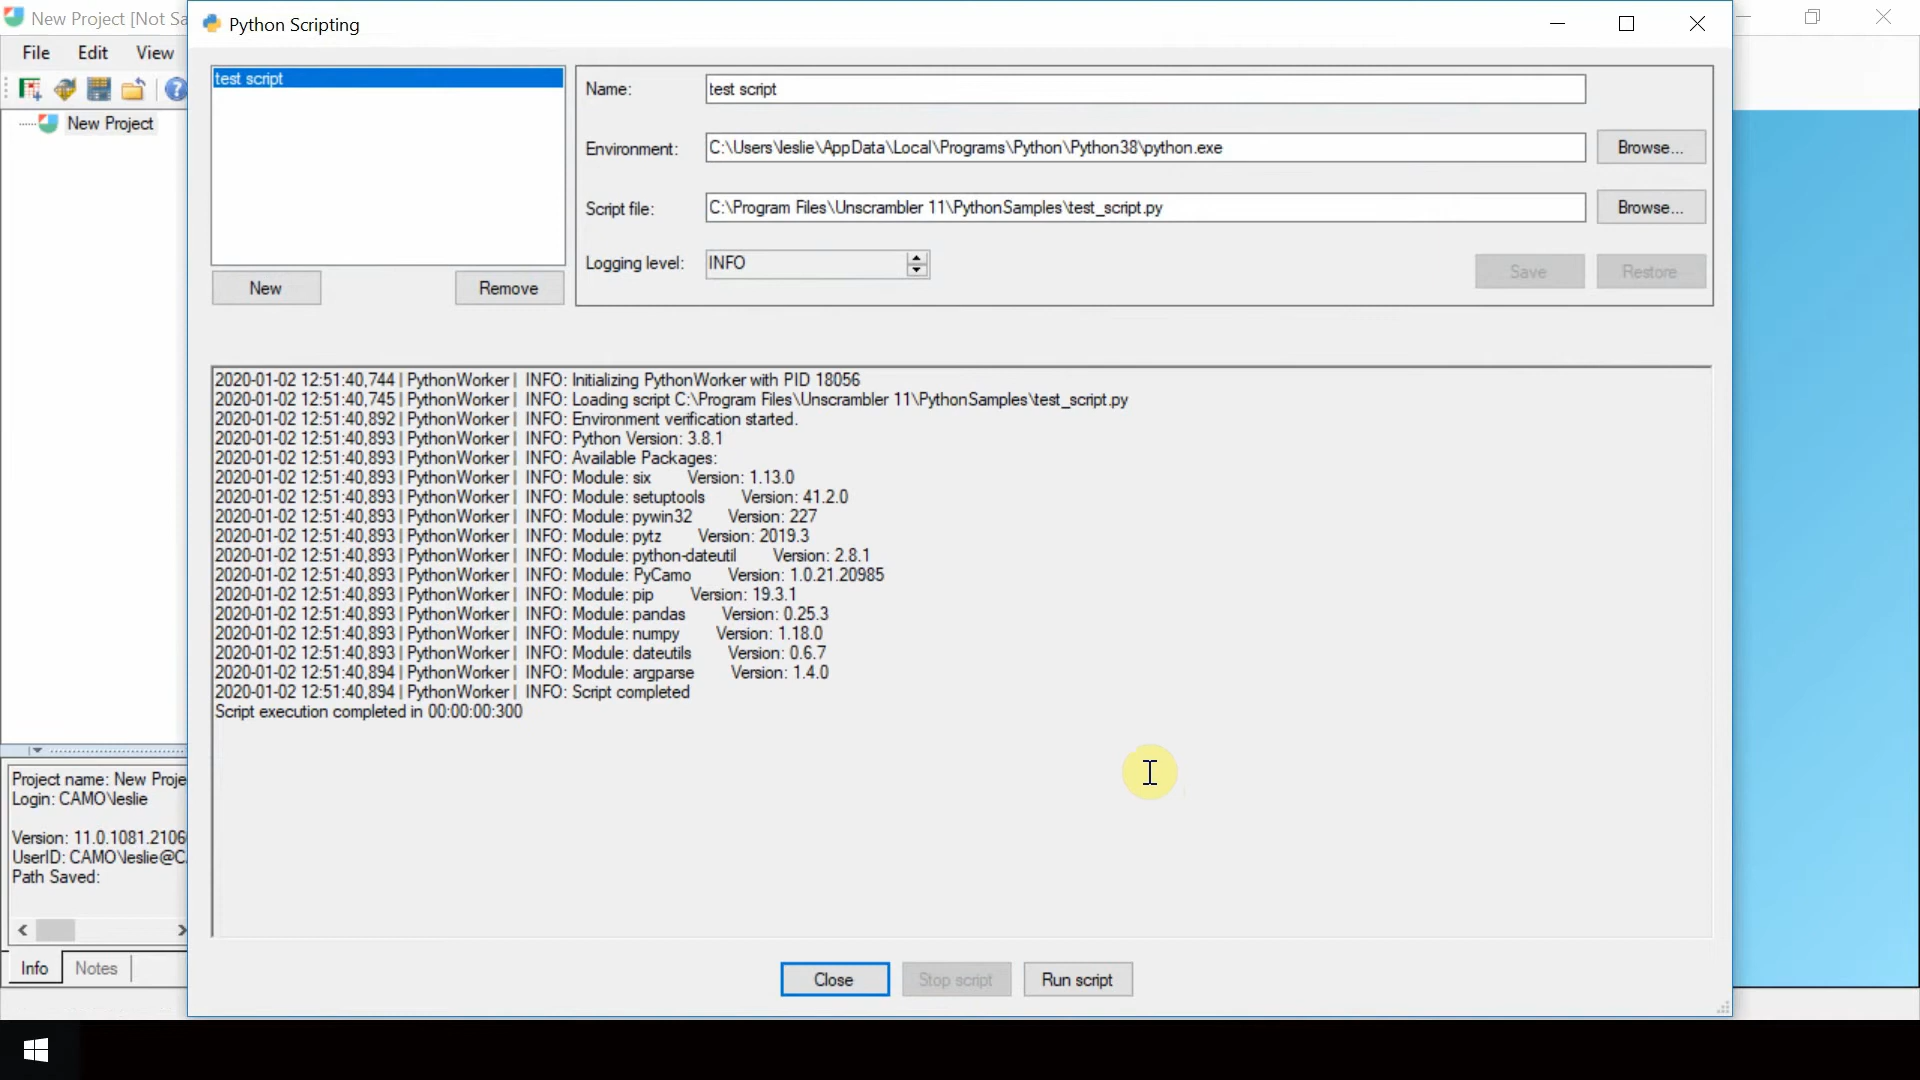 New Project [Not Sa
Python Scripting
File Edit View
New Project
test script
New
Remove
Name: test script
Environment: C:\Users\leslie\AppData\Local\Programs\Python\Python38\python.exe Browse...
Script file: C:\Program Files\Unscrambler 11\PythonSamples\test_script.py Browse...
Logging level: INFO
Save
Restore
2020-01-02 12:51:40,744 | PythonWorker | INFO: Initializing PythonWorker with PID 18056
2020-01-02 12:51:40,745 | PythonWorker | INFO: Loading script C:\Program Files\Unscrambler 11\PythonSamples\test_script.py
2020-01-02 12:51:40,892 | PythonWorker | INFO: Environment verification started.
2020-01-02 12:51:40,893 | PythonWorker | INFO: Python Version: 3.8.1
2020-01-02 12:51:40,893 | PythonWorker | INFO: Available Packages:
2020-01-02 12:51:40,893 | PythonWorker | INFO: Module: six Version: 1.13.0
2020-01-02 12:51:40,893 | PythonWorker | INFO: Module: setuptools Version: 41.2.0
2020-01-02 12:51:40,893 | PythonWorker | INFO: Module: pywin32 Version: 227
2020-01-02 12:51:40,893 | PythonWorker | INFO: Module: pytz Version: 2019.3
2020-01-02 12:51:40,893 | PythonWorker | INFO: Module: python-dateutil Version: 2.8.1
2020-01-02 12:51:40,893 | PythonWorker | INFO: Module: PyCamo Version: 1.0.21.20985
2020-01-02 12:51:40,893 | PythonWorker | INFO: Module: pip Version: 19.3.1
2020-01-02 12:51:40,893 | PythonWorker | INFO: Module: pandas Version: 0.25.3
2020-01-02 12:51:40,893 | PythonWorker | INFO: Module: numpy Version: 1.18.0
2020-01-02 12:51:40,893 | PythonWorker | INFO: Module: dateutils Version: 0.6.7
2020-01-02 12:51:40,894 | PythonWorker | INFO: Module: argparse Version: 1.4.0
2020-01-02 12:51:40,894 | PythonWorker | INFO: Script completed
Script execution completed in 00:00:00:300
Project name: New Proje
Login: CAMO\leslie
Version: 11.0.1081.2106
UserID: CAMO\leslie@C
Path Saved:
Info Notes
Close Stop script Run script